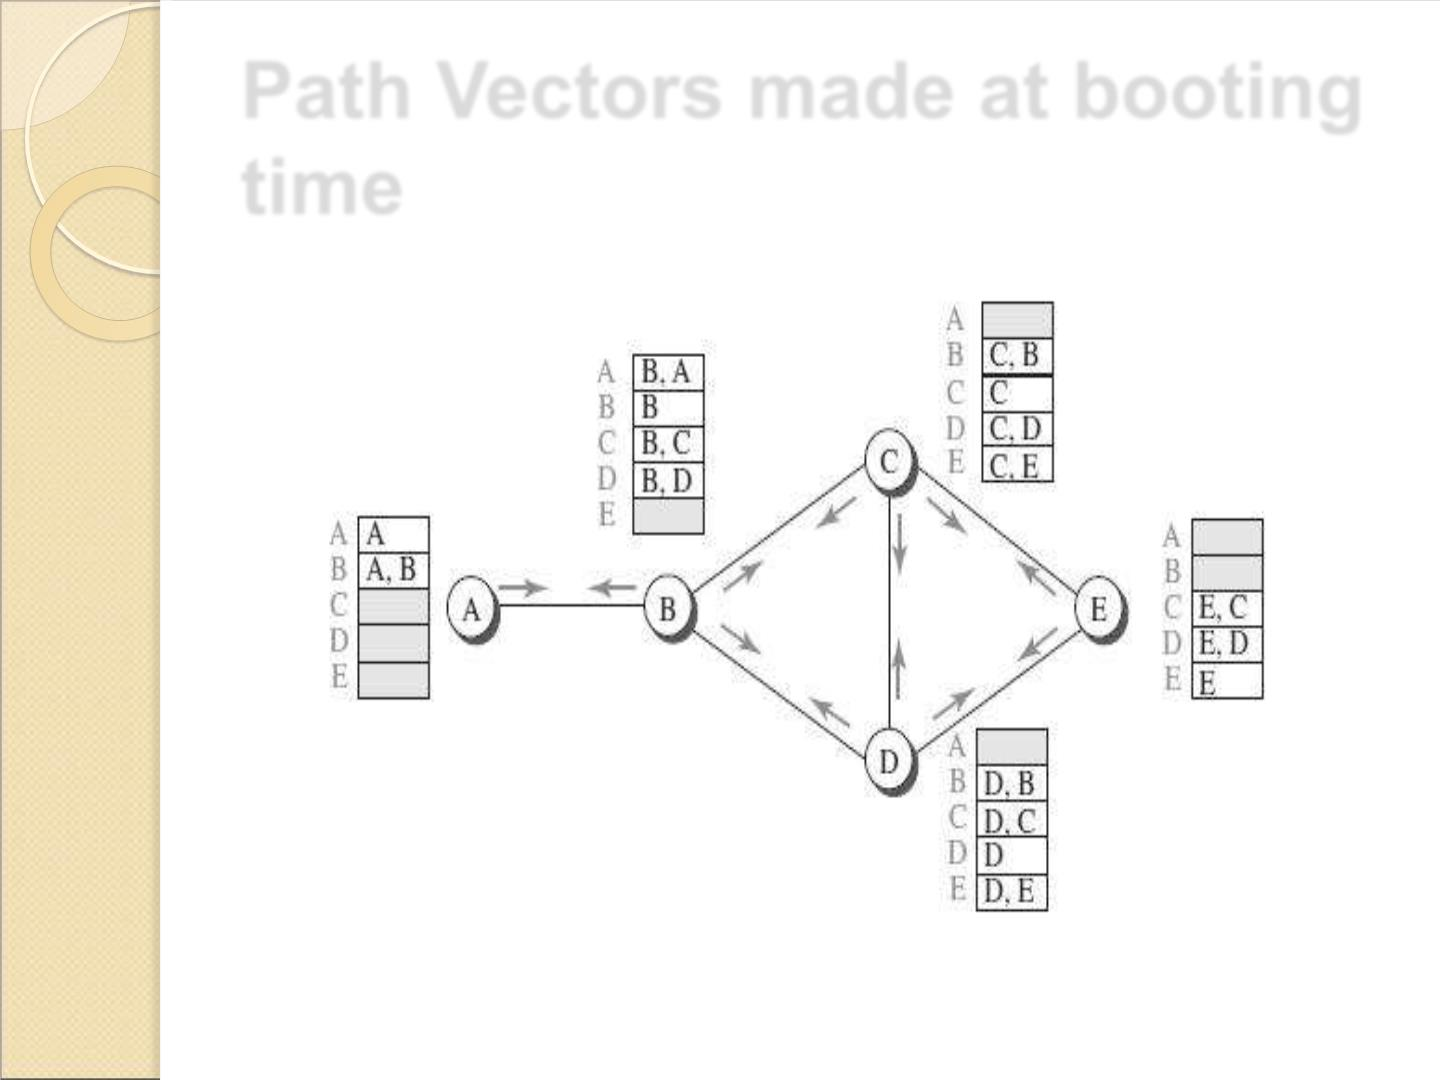 Path Vectors made at booting
time
A
B C, B
C C
D C, D
E C, E
A B, A
B B
C B, C
D B, D
E
A A
B A, B
C
D
E
A
B
C E, C
D E, D
E E
A
B D, B
C D, C
D D
E D, E
C
A
B
E
D